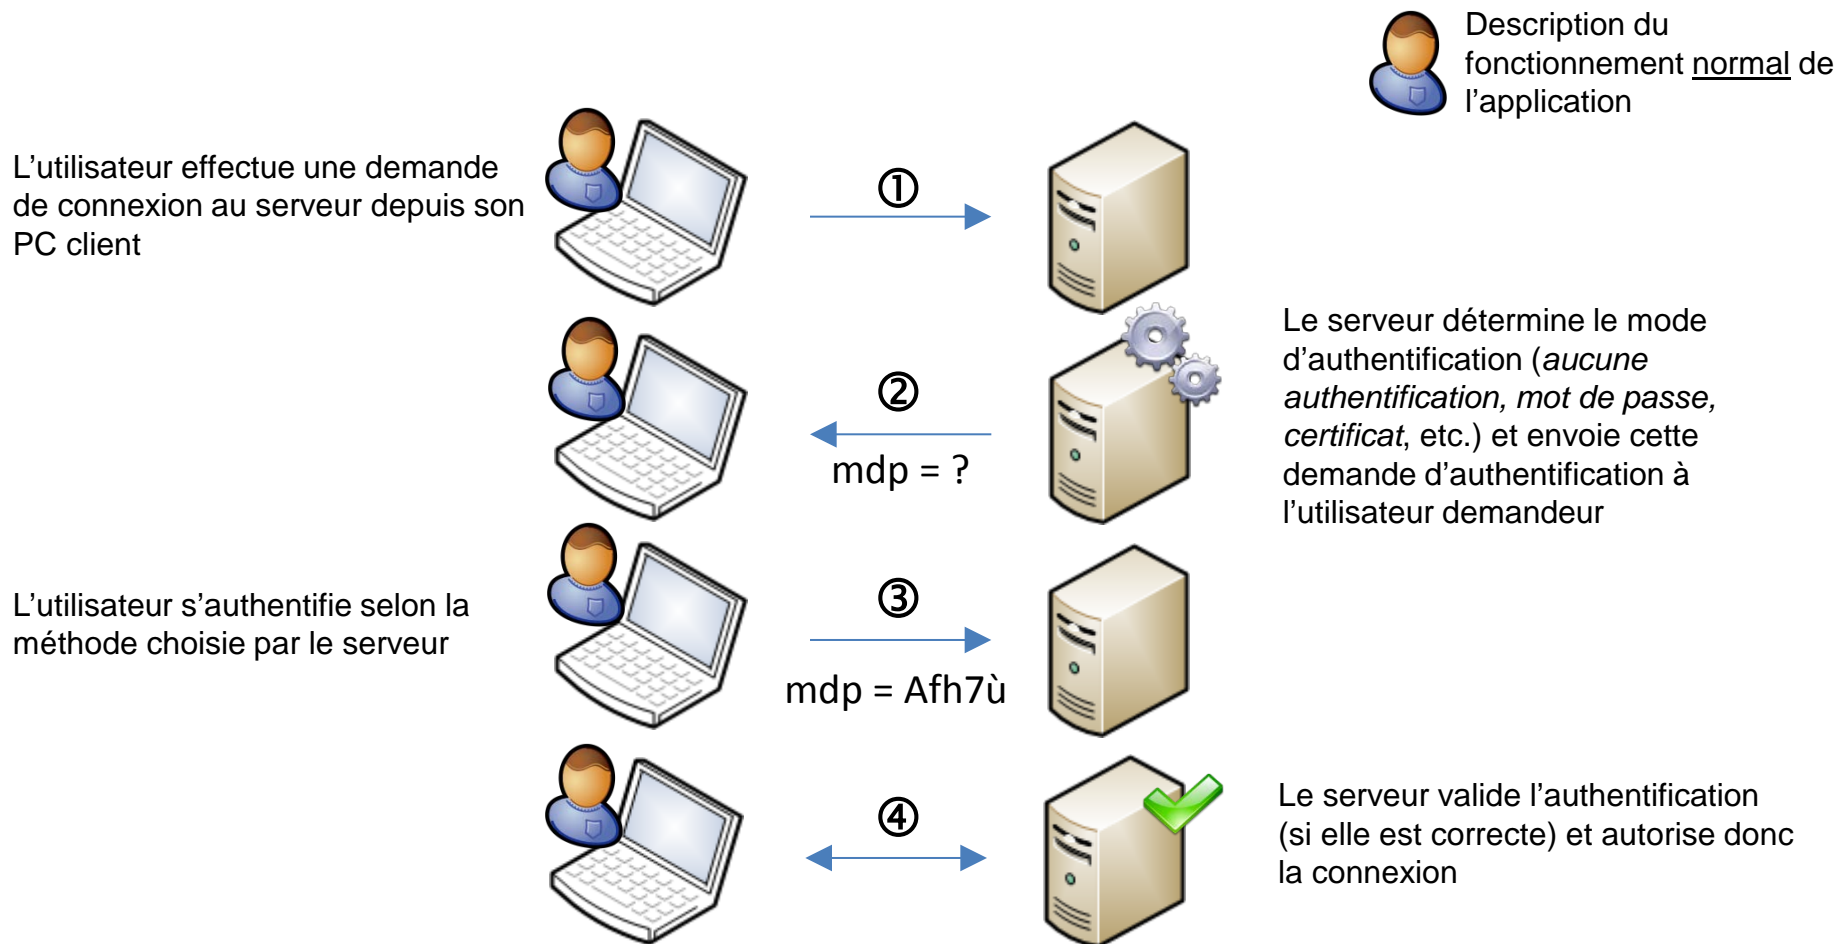 Description du
fonctionnement normal de
l’application
L’utilisateur effectue une demande
de connexion au serveur depuis son
PC client
①
Le serveur détermine le mode
d’authentification (aucune
authentification, mot de passe,
certificat, etc.) et envoie cette
demande d’authentification à
l’utilisateur demandeur
②
mdp = ?
L’utilisateur s’authentifie selon la
méthode choisie par le serveur
③
mdp = Afh7ù
④
Le serveur valide l’authentification
(si elle est correcte) et autorise donc
la connexion